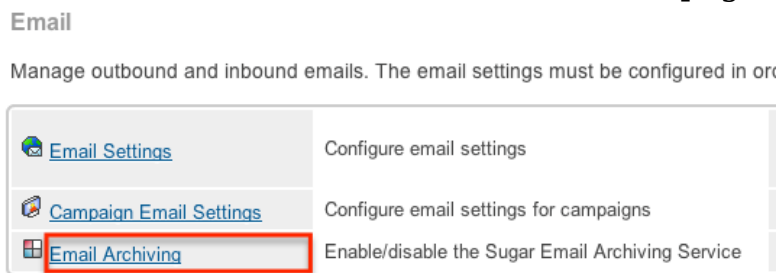 Email
Manage outbound and inbound emails. The email settings must be configured in
Email Settings Configure email settings
Campaign Email Settings Configure email settings for campaigns
Email Archiving Enable/disable the Sugar Email Archiving Service